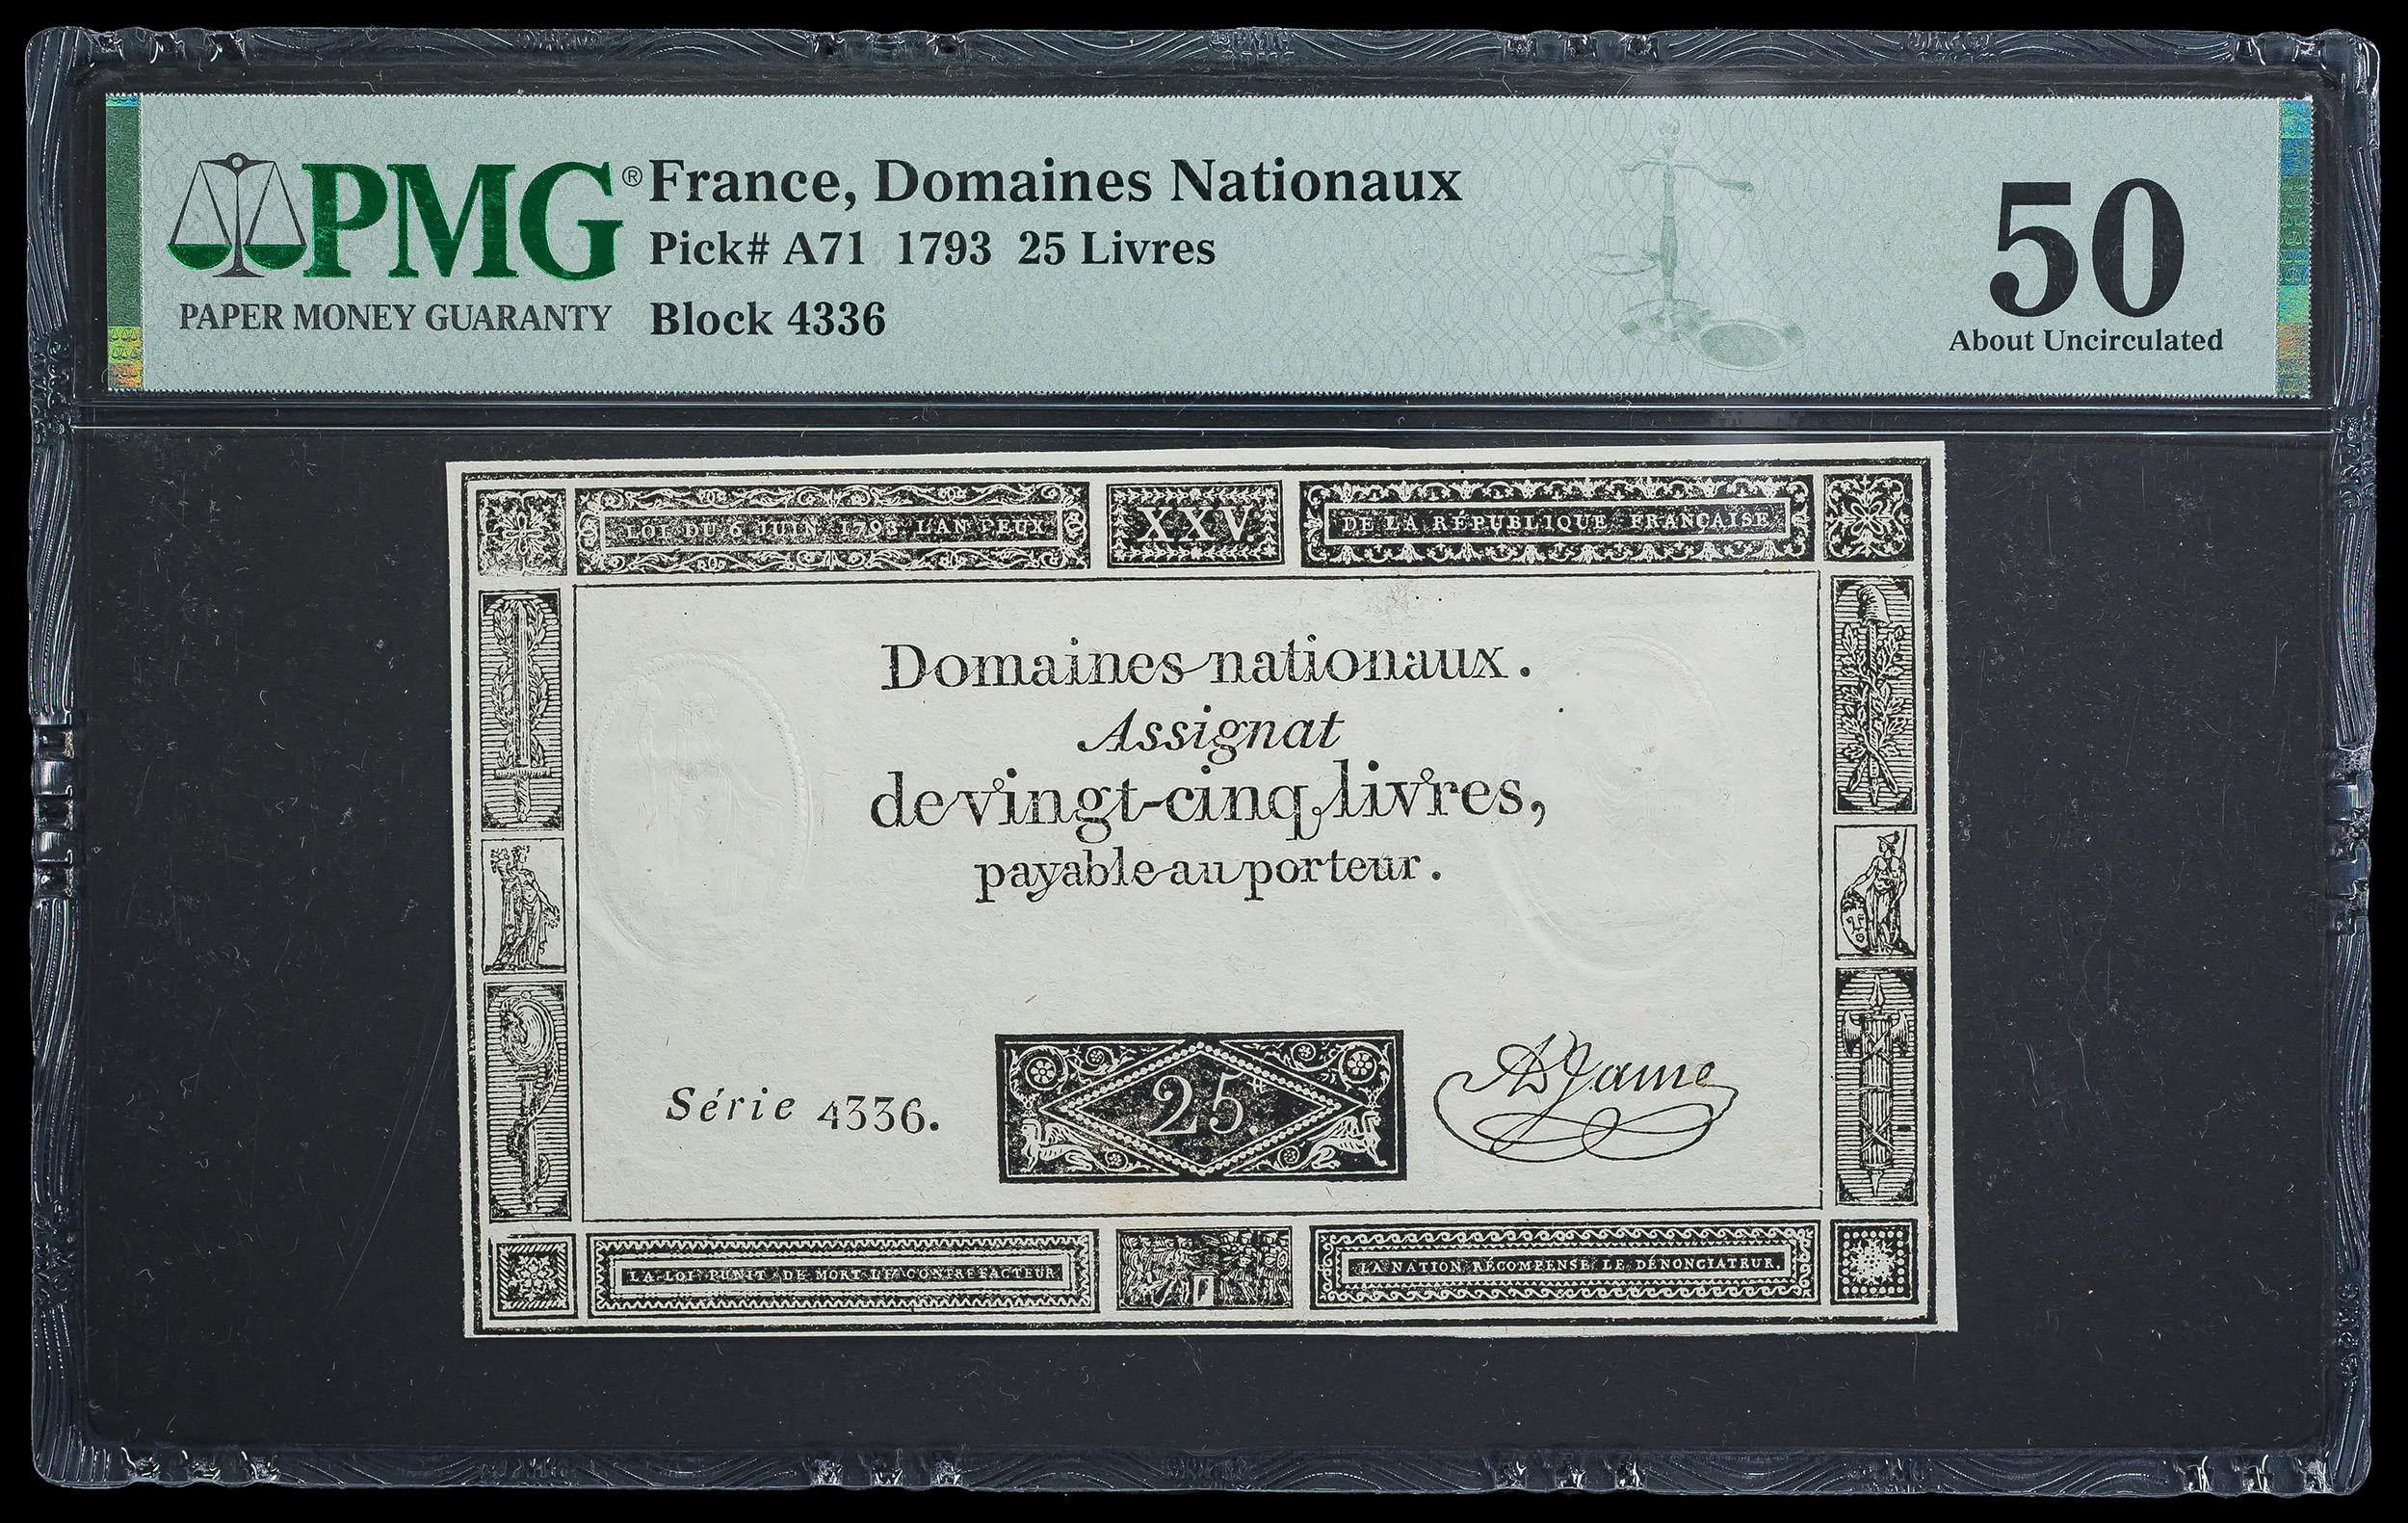 PMG®
PAPER MONEY GUARANTY
France, Domaines Nationaux
Pick# A71 1793 25 Livres
Block 4336
50
About Uncirculated
LOI DU 6 JUIN 1793 L'AN DEUX
XXV.
DE LA RÉPUBLIQUE FRANÇAISE.
Domaines nationaux.
Assignat
de vingt-cinq livres,
payable au porteur.
Série 4336.
25.
A Jame
LA LOI PUNIT DE MORT LE CONTREFACTEUR.
LA NATION RÉCOMPENSE LE DÉNONCIATEUR.